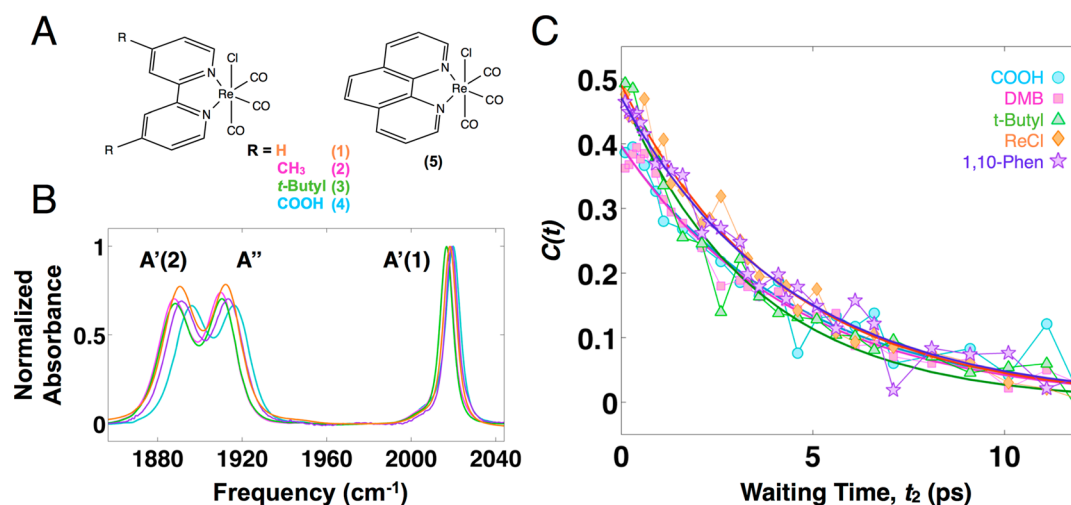 A
R
Cl
N
CO
Re
N
CO
CO
R
R = H (1)
CH₃ (2)
t-Butyl (3)
COOH (4)
Cl
N
CO
Re
N
CO
CO
(5)
B
A'(2)
A''
A'(1)
1
0.5
0
Normalized
Absorbance
1880
1920
1960
2000
2040
Frequency (cm⁻¹)
C
COOH
DMB
t-Butyl
ReCl
1,10-Phen
0.5
0.4
0.3
0.2
0.1
0
C(t)
0
5
10
Waiting Time, t₂ (ps)